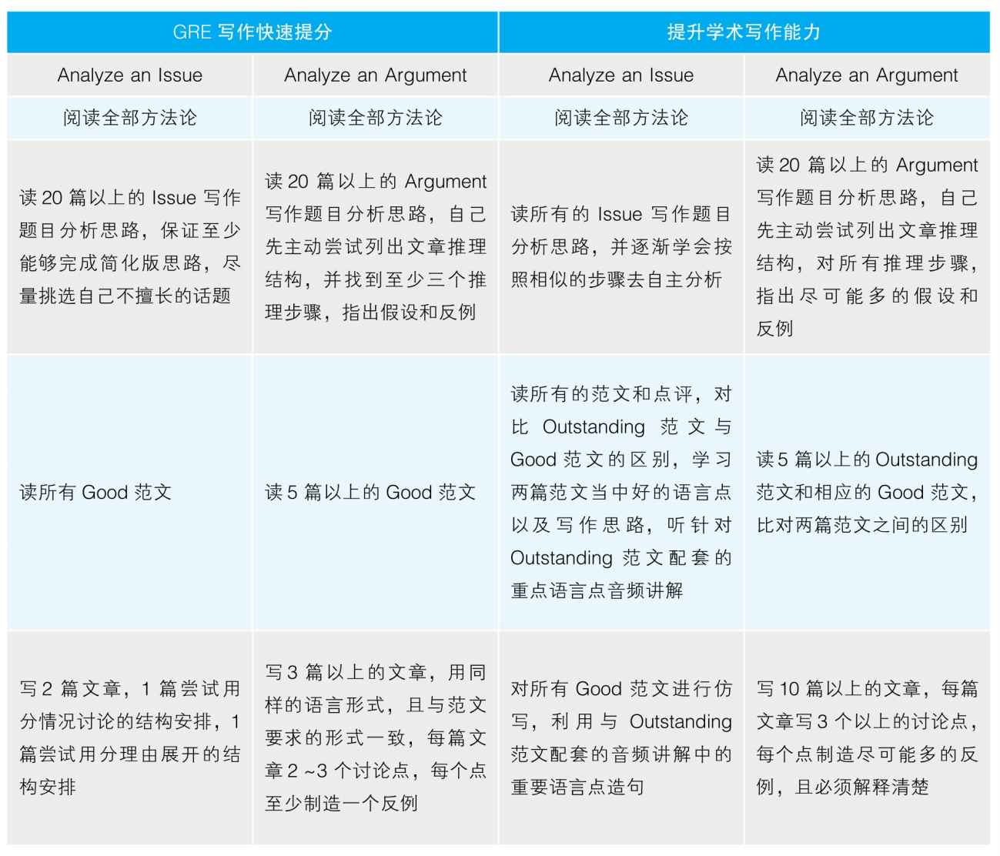 GRE 写作快速提分
提升学术写作能力
Analyze an Issue
Analyze an Argument
Analyze an Issue
Analyze an Argument
阅读全部方法论
阅读全部方法论
阅读全部方法论
阅读全部方法论
读 20 篇以上的 Issue 写作
题目分析思路，保证至少
能够完成简化版思路，尽
量挑选自己不擅长的话题
读 20 篇以上的 Argument
写作题目分析思路，自己
先主动尝试列出文章推理
结构，并找到至少三个推
理步骤，指出假设和反例
读所有的 Issue 写作题目
分析思路，并逐渐学会按
照相似的步骤去自主分析
读 20 篇以上的 Argument
写作题目分析思路，自己
先主动尝试列出文章推理
结构，对所有推理步骤，
指出尽可能多的假设和
反例
读所有 Good 范文
读 5 篇以上的 Good 范文
读所有的范文和点评，对
比 Outstanding 范文与
Good 范文的区别，学习
两篇范文当中好的语言点
以及写作思路，听针对
Outstanding 范文配套的
重点语言点音频讲解
读 5 篇以上的 Outstanding
范文和相应的 Good 范文，
比对两篇范文之间的区别
写 2 篇文章，1 篇尝试用
分情况讨论的结构安排，1
篇尝试用分理由展开的结
构安排
写 3 篇以上的文章，用同
样的语言形式，且与范文
要求的形式一致，每篇文
章 2 ~3 个讨论点，每个点
至少制造一个反例
对所有 Good 范文进行仿
写，利用与 Outstanding
范文配套的音频讲解中的
重要语言点造句
写 10 篇以上的文章，每篇
文章写 3 个以上的讨论点，
每个点制造尽可能多的反
例，且必须解释清楚